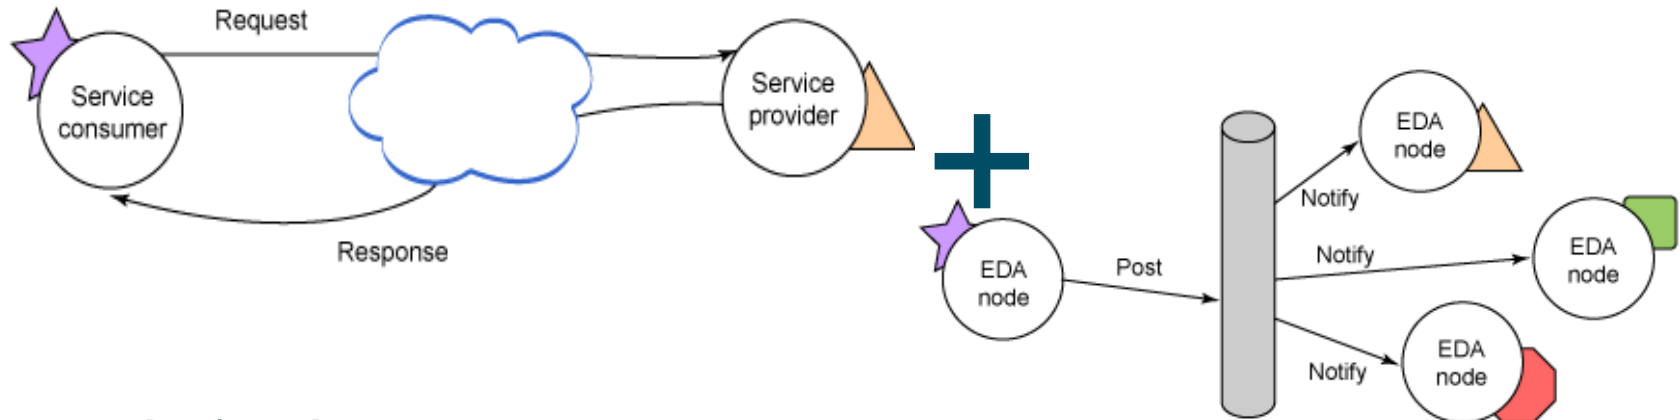 Request
Service
consumer
Service
provider
Response
EDA
node
Post
Notify
EDA
node
Notify
EDA
node
Notify
EDA
node